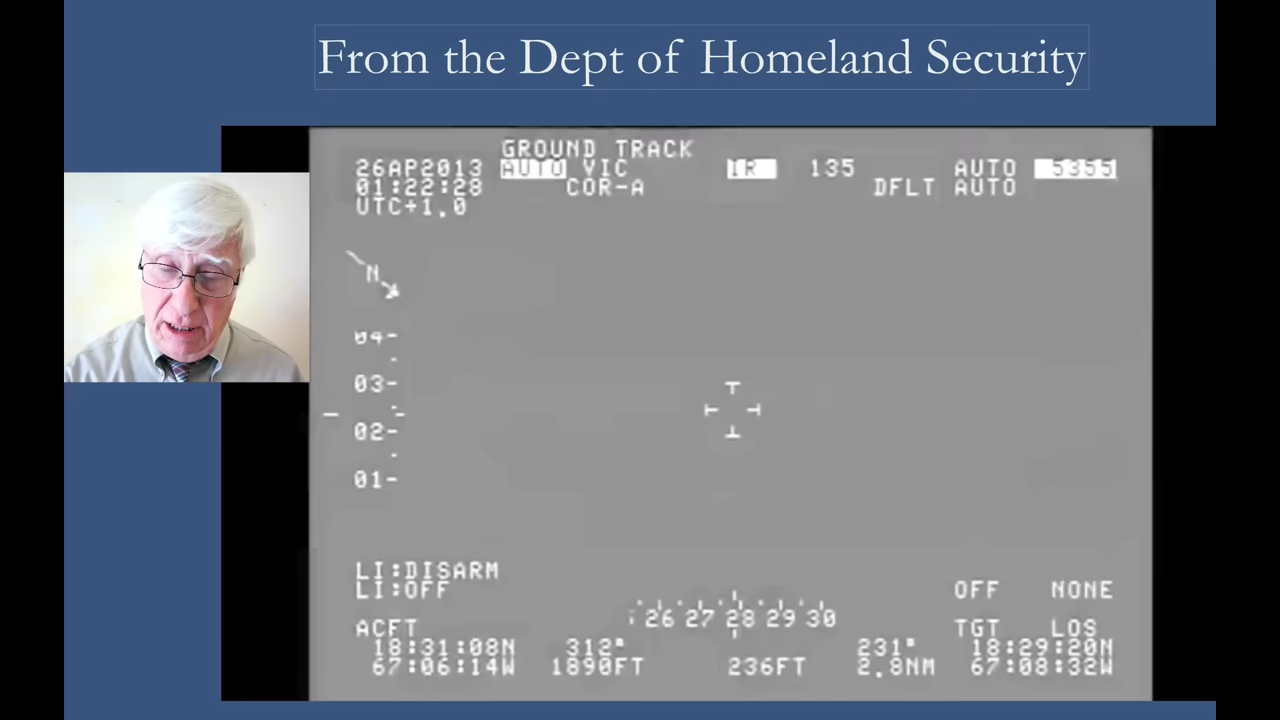 From the Dept of Homeland Security
GROUND TRACK
26AP2013 AUTO VIC IR 135 AUTO 5355
01:22:28 COR-A DFLT AUTO
UTC+1.0
N
04-
03-
02-
01-
LI:DISARM
LI:OFF OFF NONE
26 27 28 29 30
ACFT TGT LOS
18:31:08N 312° 231° 18:29:20N
67:06:14W 1890FT 236FT 2.8NM 67:08:32W